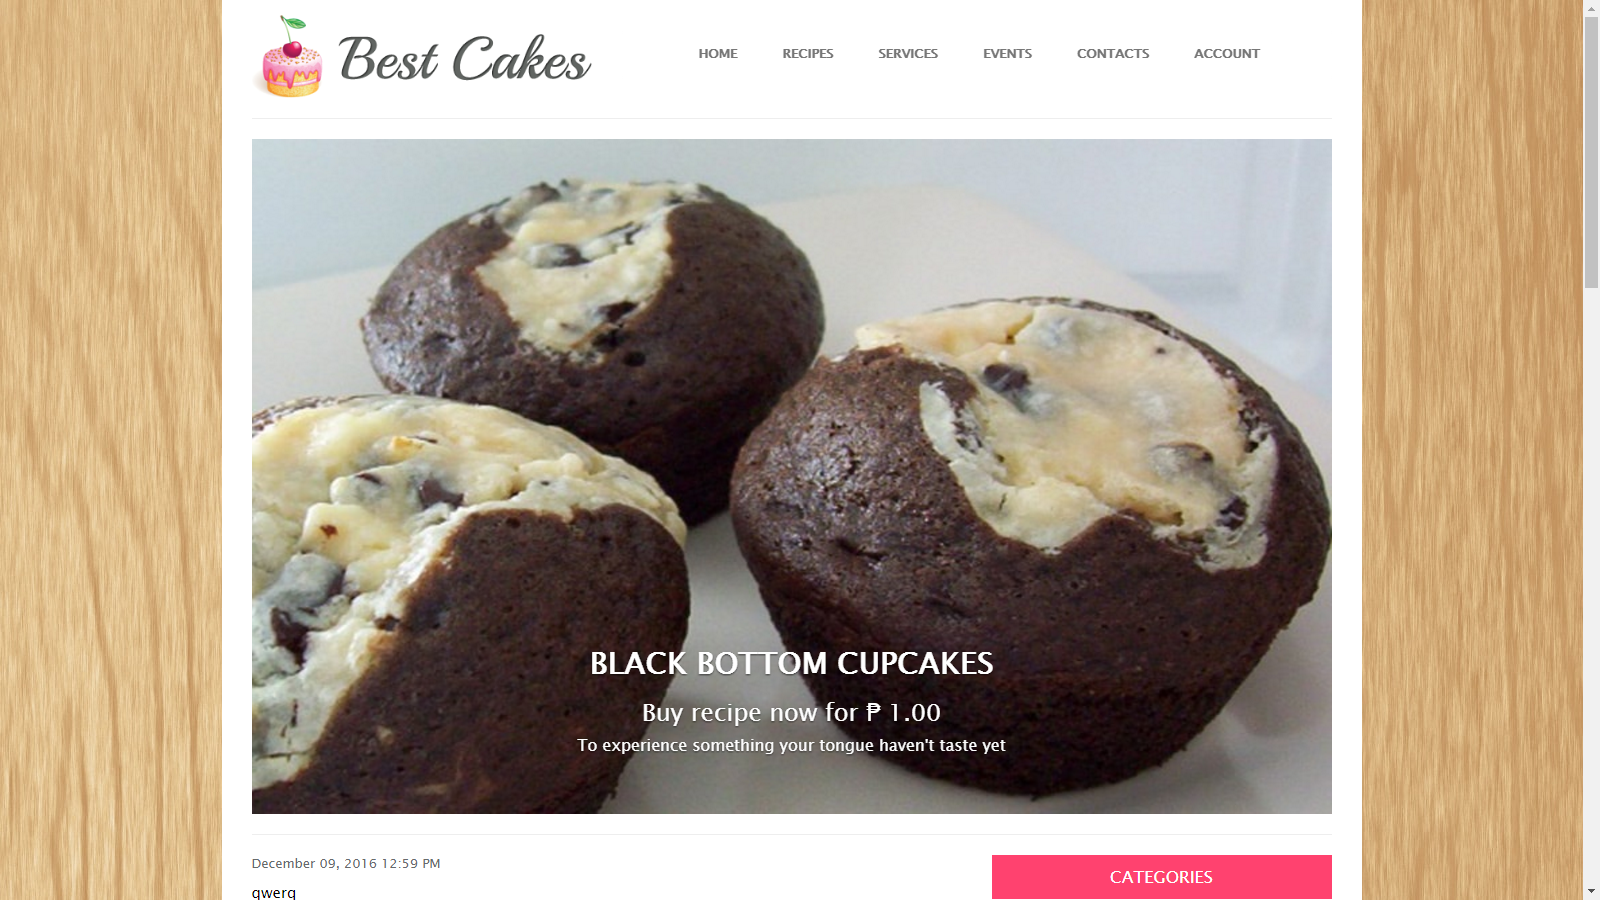 Best Cakes
HOME RECIPES SERVICES EVENTS CONTACTS ACCOUNT
BLACK BOTTOM CUPCAKES
Buy recipe now for ₱ 1.00
To experience something your tongue haven't taste yet
December 09, 2016 12:59 PM
CATEGORIES
qwerq